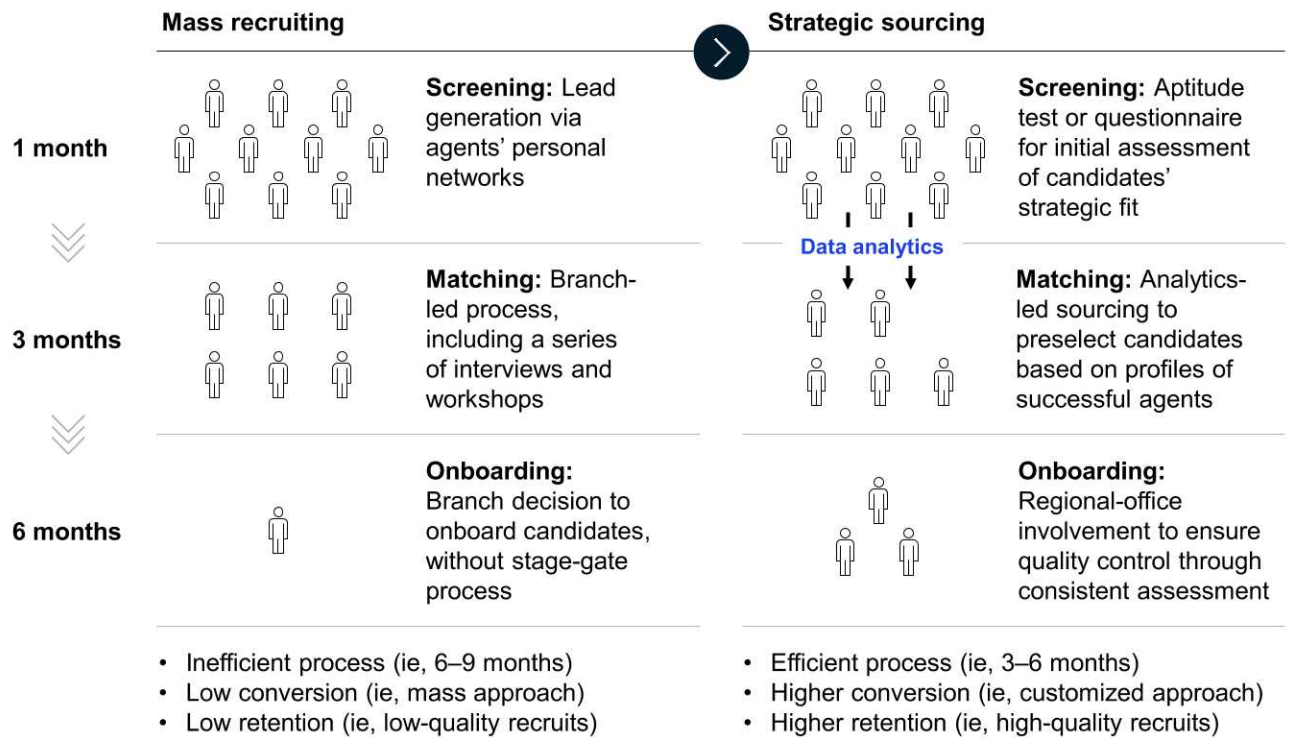 Mass recruiting
Strategic sourcing
1 month
Screening: Lead
generation via
agents’ personal
networks
Screening: Aptitude
test or questionnaire
for initial assessment
of candidates’
strategic fit
Data analytics
3 months
Matching: Branch-
led process,
including a series
of interviews and
workshops
Matching: Analytics-
led sourcing to
preselect candidates
based on profiles of
successful agents
6 months
Onboarding:
Branch decision to
onboard candidates,
without stage-gate
process
Onboarding:
Regional-office
involvement to ensure
quality control through
consistent assessment
• Inefficient process (ie, 6–9 months)
• Low conversion (ie, mass approach)
• Low retention (ie, low-quality recruits)
• Efficient process (ie, 3–6 months)
• Higher conversion (ie, customized approach)
• Higher retention (ie, high-quality recruits)